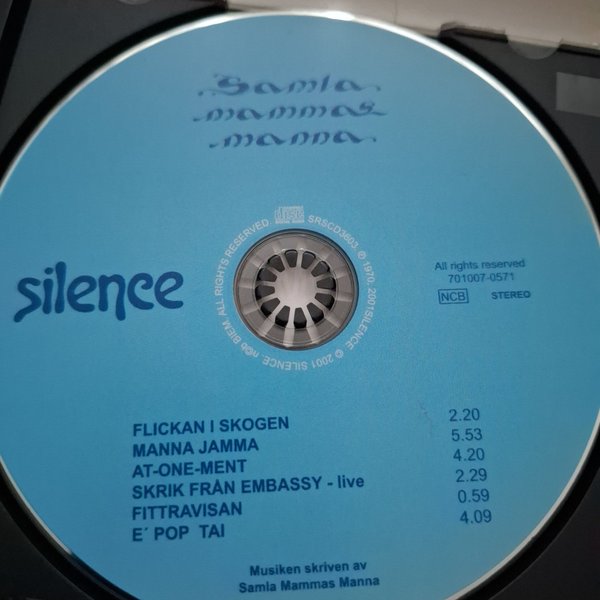 Samla
mammas
manna
silence
ALL RIGHTS RESERVED. SRSCD3603. ℗ 1970, 2001 SILENCE © 2001 SILENCE n©b BIEM
All rights reserved
701007-0571
NCB STEREO
FLICKAN I SKOGEN 2.20
MANNA JAMMA 5.53
AT-ONE-MENT 4.20
SKRIK FRÅN EMBASSY - live 2.29
FITTRAVISAN 0.59
E´ POP TAI 4.09
Musiken skriven av
Samla Mammas Manna